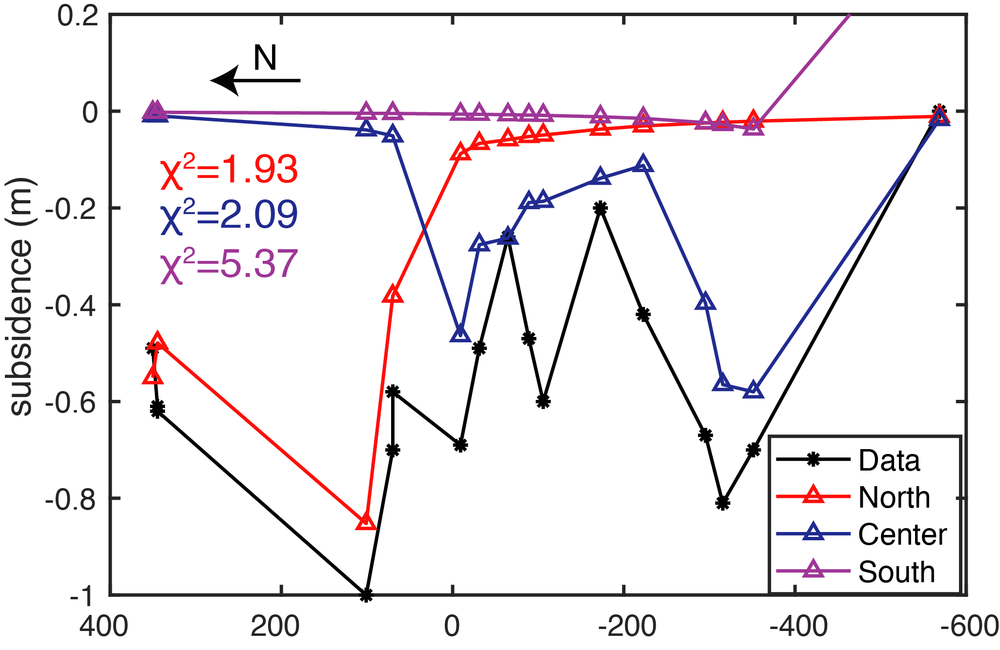 0.2
N
0
χ²=1.93
χ²=2.09
χ²=5.37
-0.2
-0.4
-0.6
-0.8
-1
subsidence (m)
Data
North
Center
South
400
200
0
-200
-400
-600